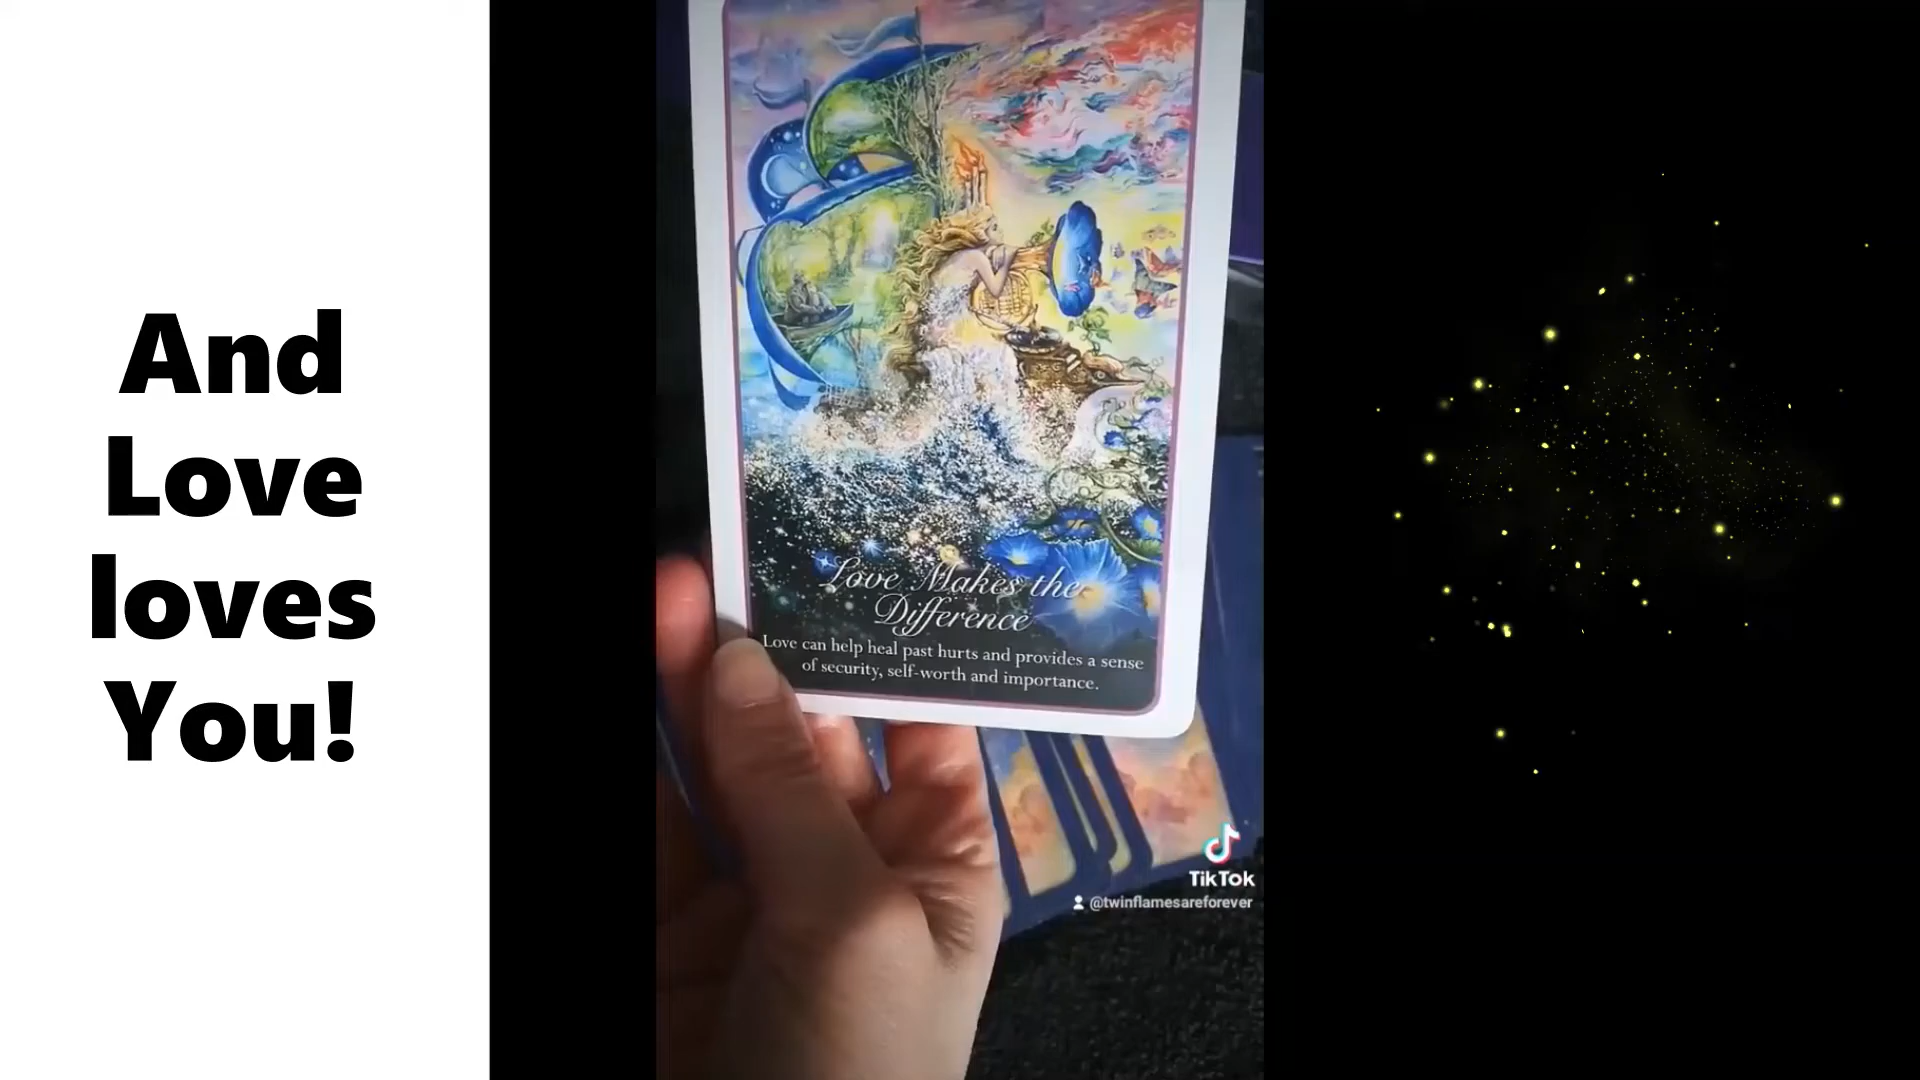 And
Love
loves
You!
Love Makes the
Difference
Love can help heal past hurts and provides a sense
of security, self-worth and importance.
TikTok
@twinflamesareforever